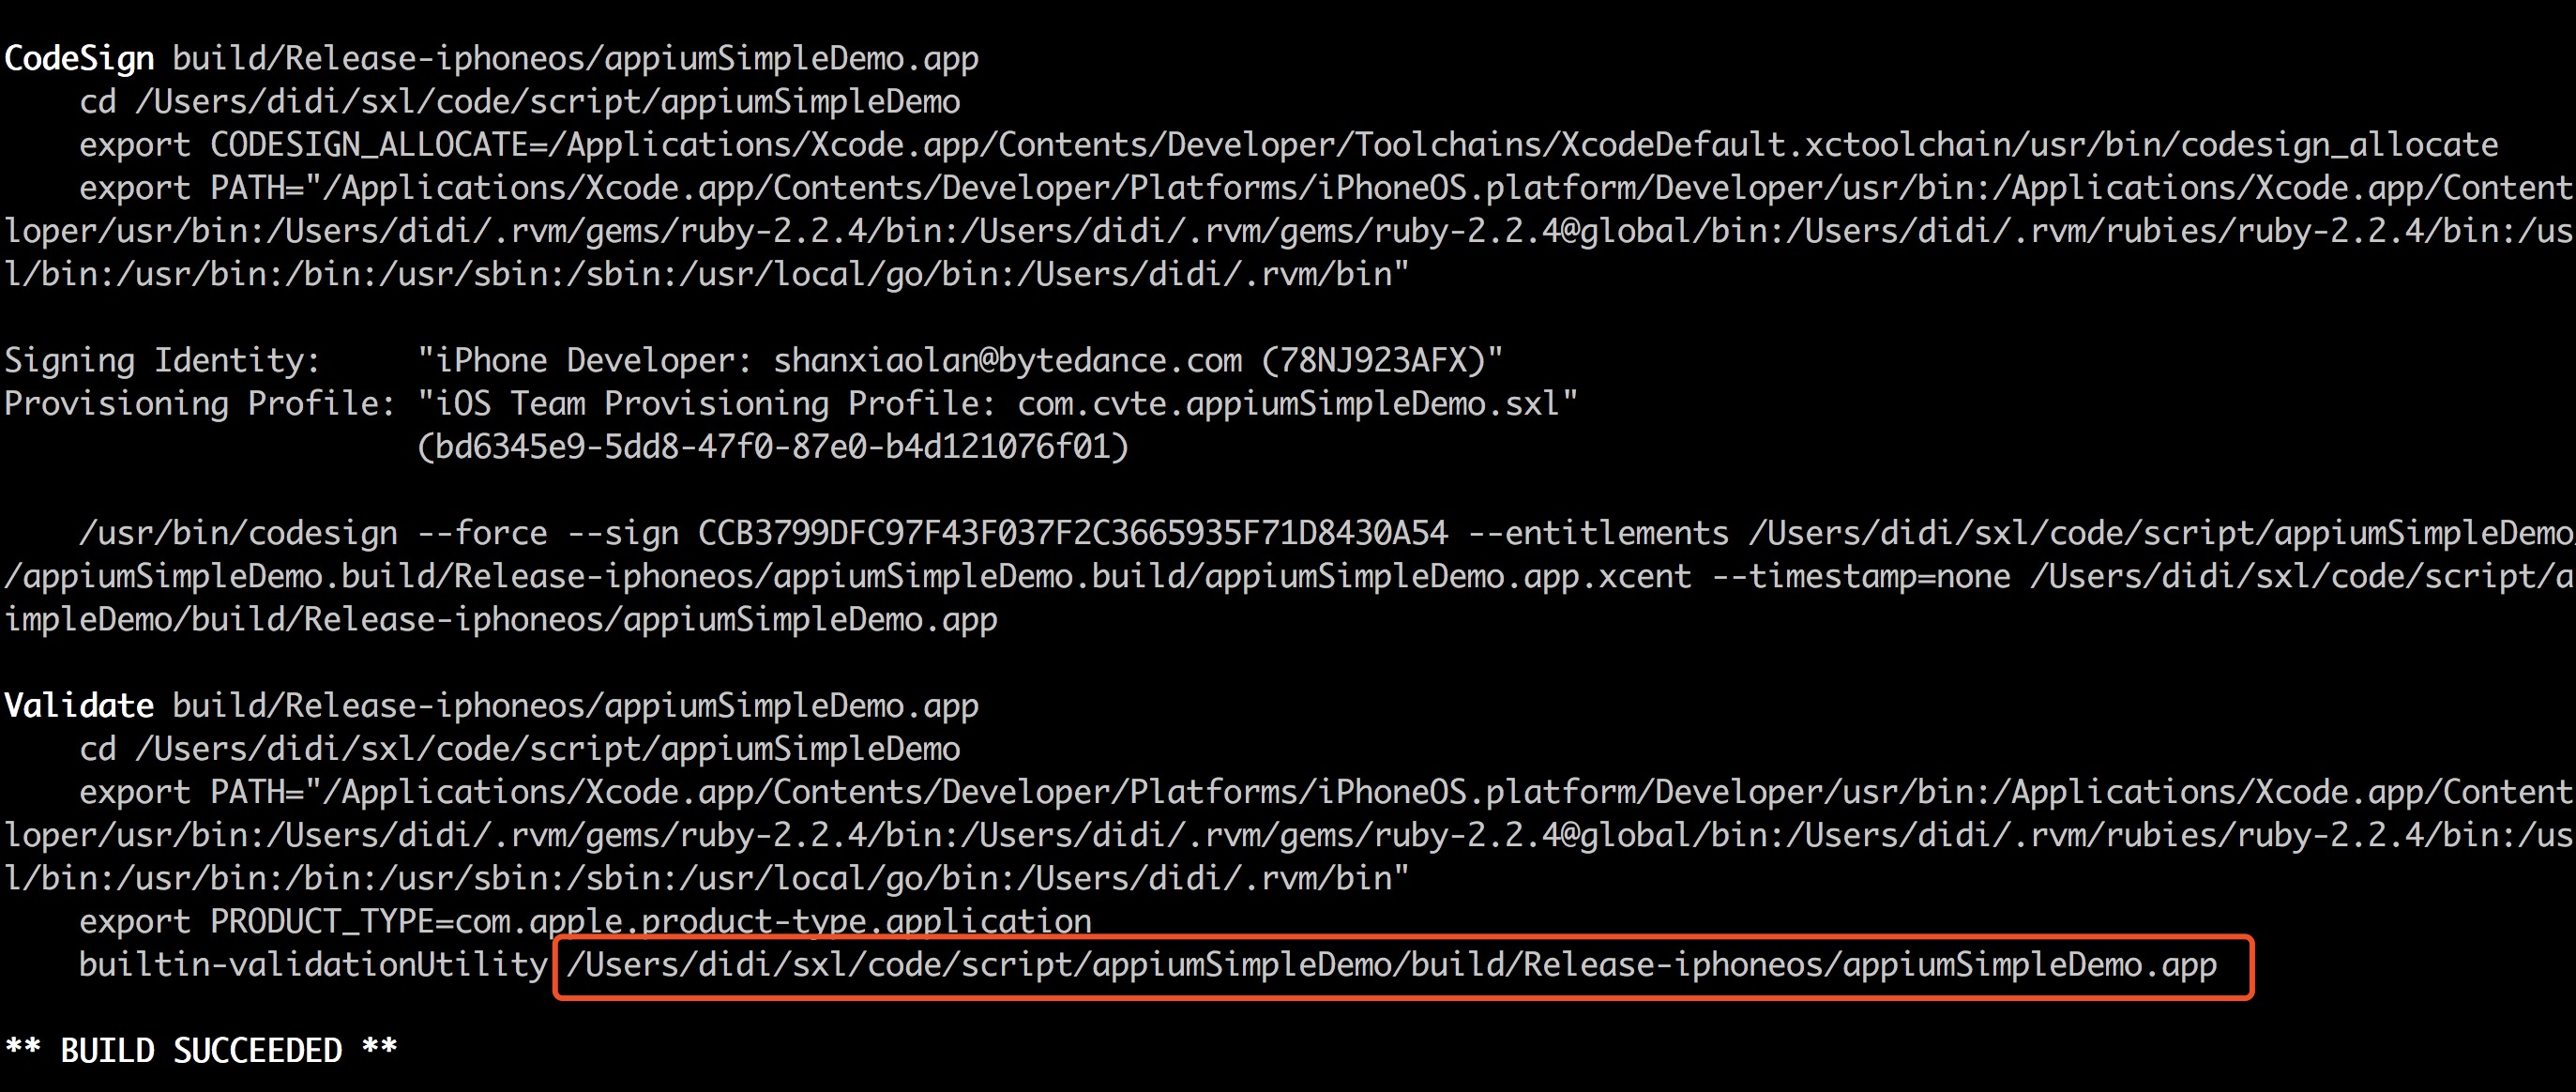 CodeSign build/Release-iphoneos/appiumSimpleDemo.app
    cd /Users/didi/sxl/code/script/appiumSimpleDemo
    export CODESIGN_ALLOCATE=/Applications/Xcode.app/Contents/Developer/Toolchains/XcodeDefault.xctoolchain/usr/bin/codesign_allocate
    export PATH="/Applications/Xcode.app/Contents/Developer/Platforms/iPhoneOS.platform/Developer/usr/bin:/Applications/Xcode.app/Content
loper/usr/bin:/Users/didi/.rvm/gems/ruby-2.2.4/bin:/Users/didi/.rvm/gems/ruby-2.2.4@global/bin:/Users/didi/.rvm/rubies/ruby-2.2.4/bin:/us
l/bin:/usr/bin:/bin:/usr/sbin:/sbin:/usr/local/go/bin:/Users/didi/.rvm/bin"
Signing Identity:     "iPhone Developer: shanxiaolan@bytedance.com (78NJ923AFX)"
Provisioning Profile: "iOS Team Provisioning Profile: com.cvte.appiumSimpleDemo.sxl"
                      (bd6345e9-5dd8-47f0-87e0-b4d121076f01)
    /usr/bin/codesign --force --sign CCB3799DFC97F43F037F2C3665935F71D8430A54 --entitlements /Users/didi/sxl/code/script/appiumSimpleDemo/
/appiumSimpleDemo.build/Release-iphoneos/appiumSimpleDemo.build/appiumSimpleDemo.app.xcent --timestamp=none /Users/didi/sxl/code/script/a
impleDemo/build/Release-iphoneos/appiumSimpleDemo.app
Validate build/Release-iphoneos/appiumSimpleDemo.app
    cd /Users/didi/sxl/code/script/appiumSimpleDemo
    export PATH="/Applications/Xcode.app/Contents/Developer/Platforms/iPhoneOS.platform/Developer/usr/bin:/Applications/Xcode.app/Content
loper/usr/bin:/Users/didi/.rvm/gems/ruby-2.2.4/bin:/Users/didi/.rvm/gems/ruby-2.2.4@global/bin:/Users/didi/.rvm/rubies/ruby-2.2.4/bin:/us
l/bin:/usr/bin:/bin:/usr/sbin:/sbin:/usr/local/go/bin:/Users/didi/.rvm/bin"
    export PRODUCT_TYPE=com.apple.product-type.application
    builtin-validationUtility /Users/didi/sxl/code/script/appiumSimpleDemo/build/Release-iphoneos/appiumSimpleDemo.app
** BUILD SUCCEEDED **